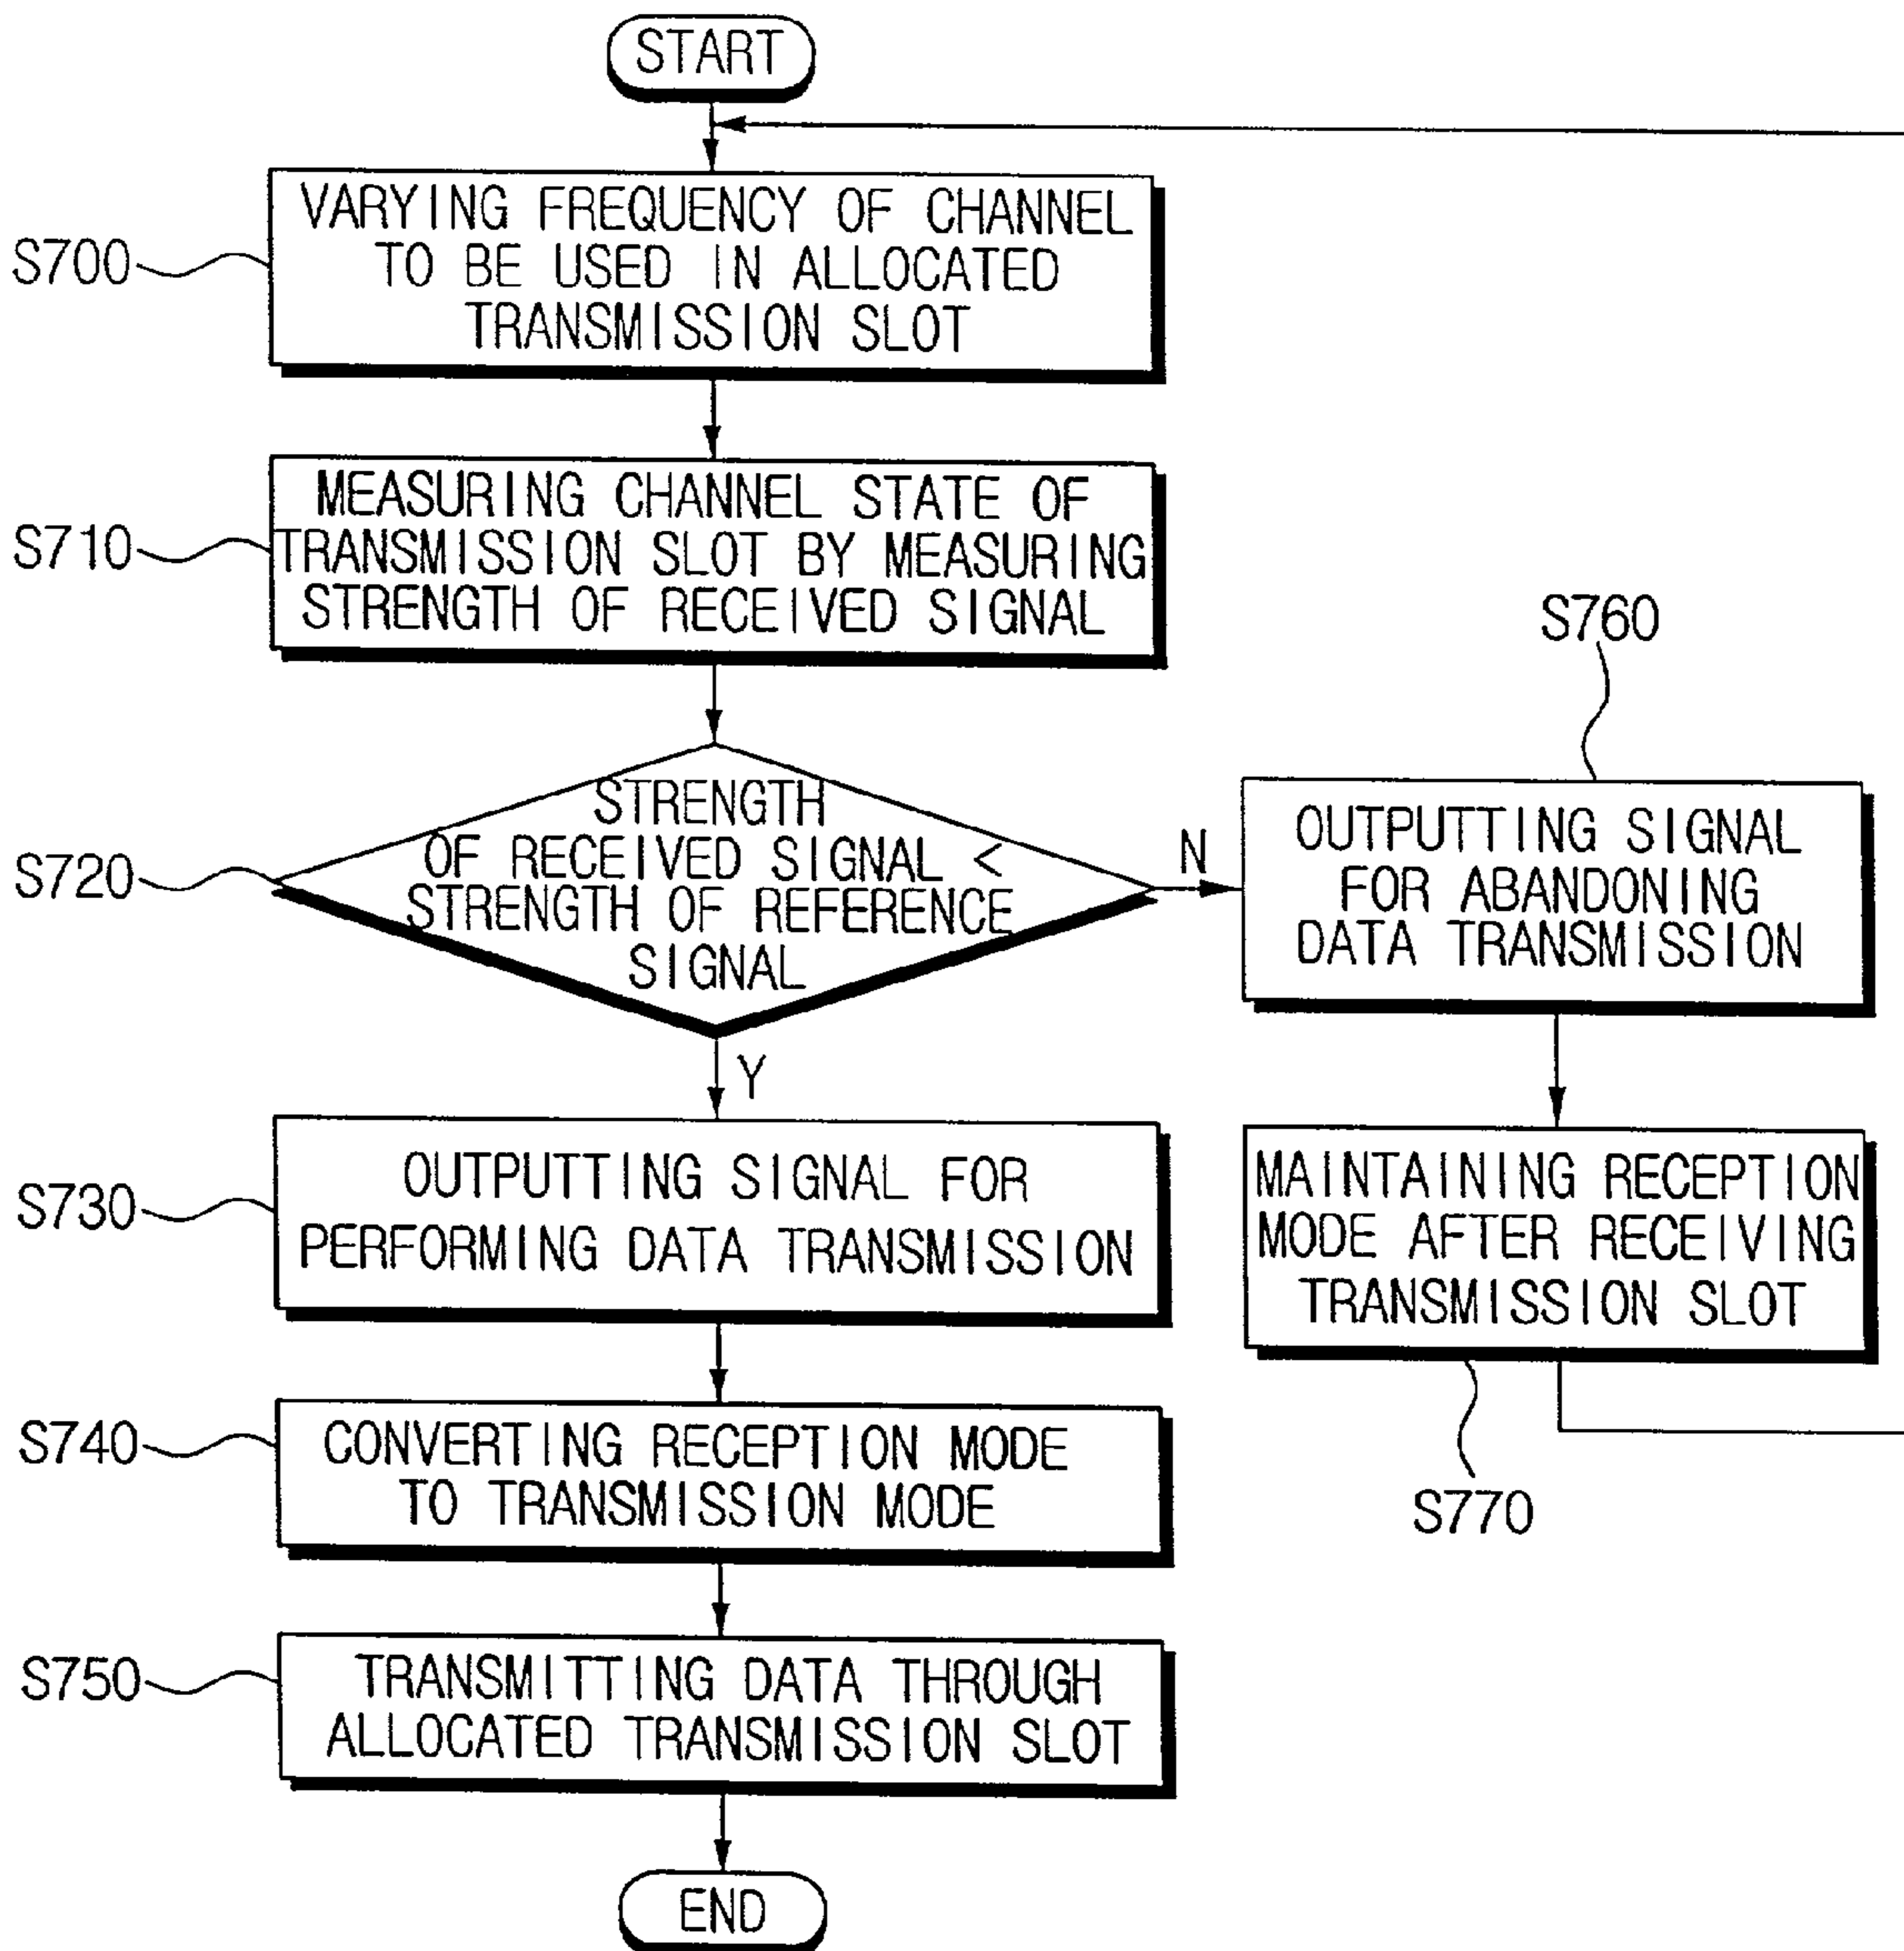 START
S700
VARYING FREQUENCY OF CHANNEL
TO BE USED IN ALLOCATED
TRANSMISSION SLOT
S710
MEASURING CHANNEL STATE OF
TRANSMISSION SLOT BY MEASURING
STRENGTH OF RECEIVED SIGNAL
S720
STRENGTH
OF RECEIVED SIGNAL <
STRENGTH OF REFERENCE
SIGNAL
N
Y
S760
OUTPUTTING SIGNAL
FOR ABANDONING
DATA TRANSMISSION
S730
OUTPUTTING SIGNAL FOR
PERFORMING DATA TRANSMISSION
MAINTAINING RECEPTION
MODE AFTER RECEIVING
TRANSMISSION SLOT
S770
S740
CONVERTING RECEPTION MODE
TO TRANSMISSION MODE
S750
TRANSMITTING DATA THROUGH
ALLOCATED TRANSMISSION SLOT
END